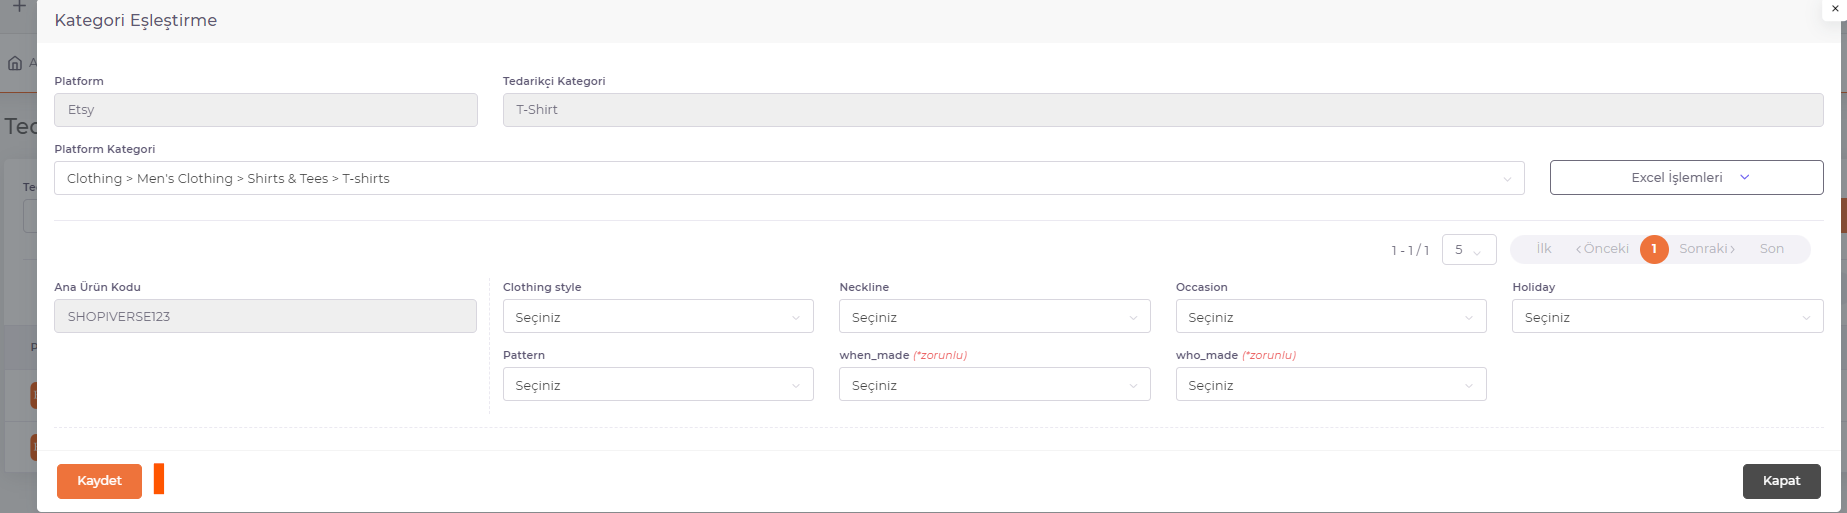 Kategori Eşleştirme
×
A
Platform
Tedarikçi Kategori
Etsy
T-Shirt
Tec
Platform Kategori
Clothing > Men's Clothing > Shirts & Tees > T-shirts
Excel İşlemleri
Te
1 - 1 / 1
5
İlk
‹ Önceki
1
Sonraki ›
Son
Ana Ürün Kodu
SHOPIVERSE123
Clothing style
Seçiniz
Neckline
Seçiniz
Occasion
Seçiniz
Holiday
Seçiniz
Pattern
Seçiniz
when_made (*zorunlu)
Seçiniz
who_made (*zorunlu)
Seçiniz
Kaydet
Kapat